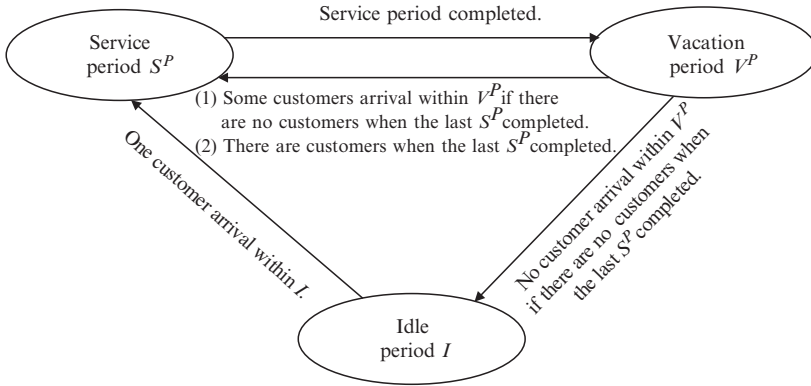 Service period completed.
Service
period S^P
Vacation
period V^P
(1) Some customers arrival within V^P if there
are no customers when the last S^P completed.
(2) There are customers when the last S^P completed.
One customer arrival within I.
No customer arrival within V^P
if there are no customers when
the last S^P completed.
Idle
period I